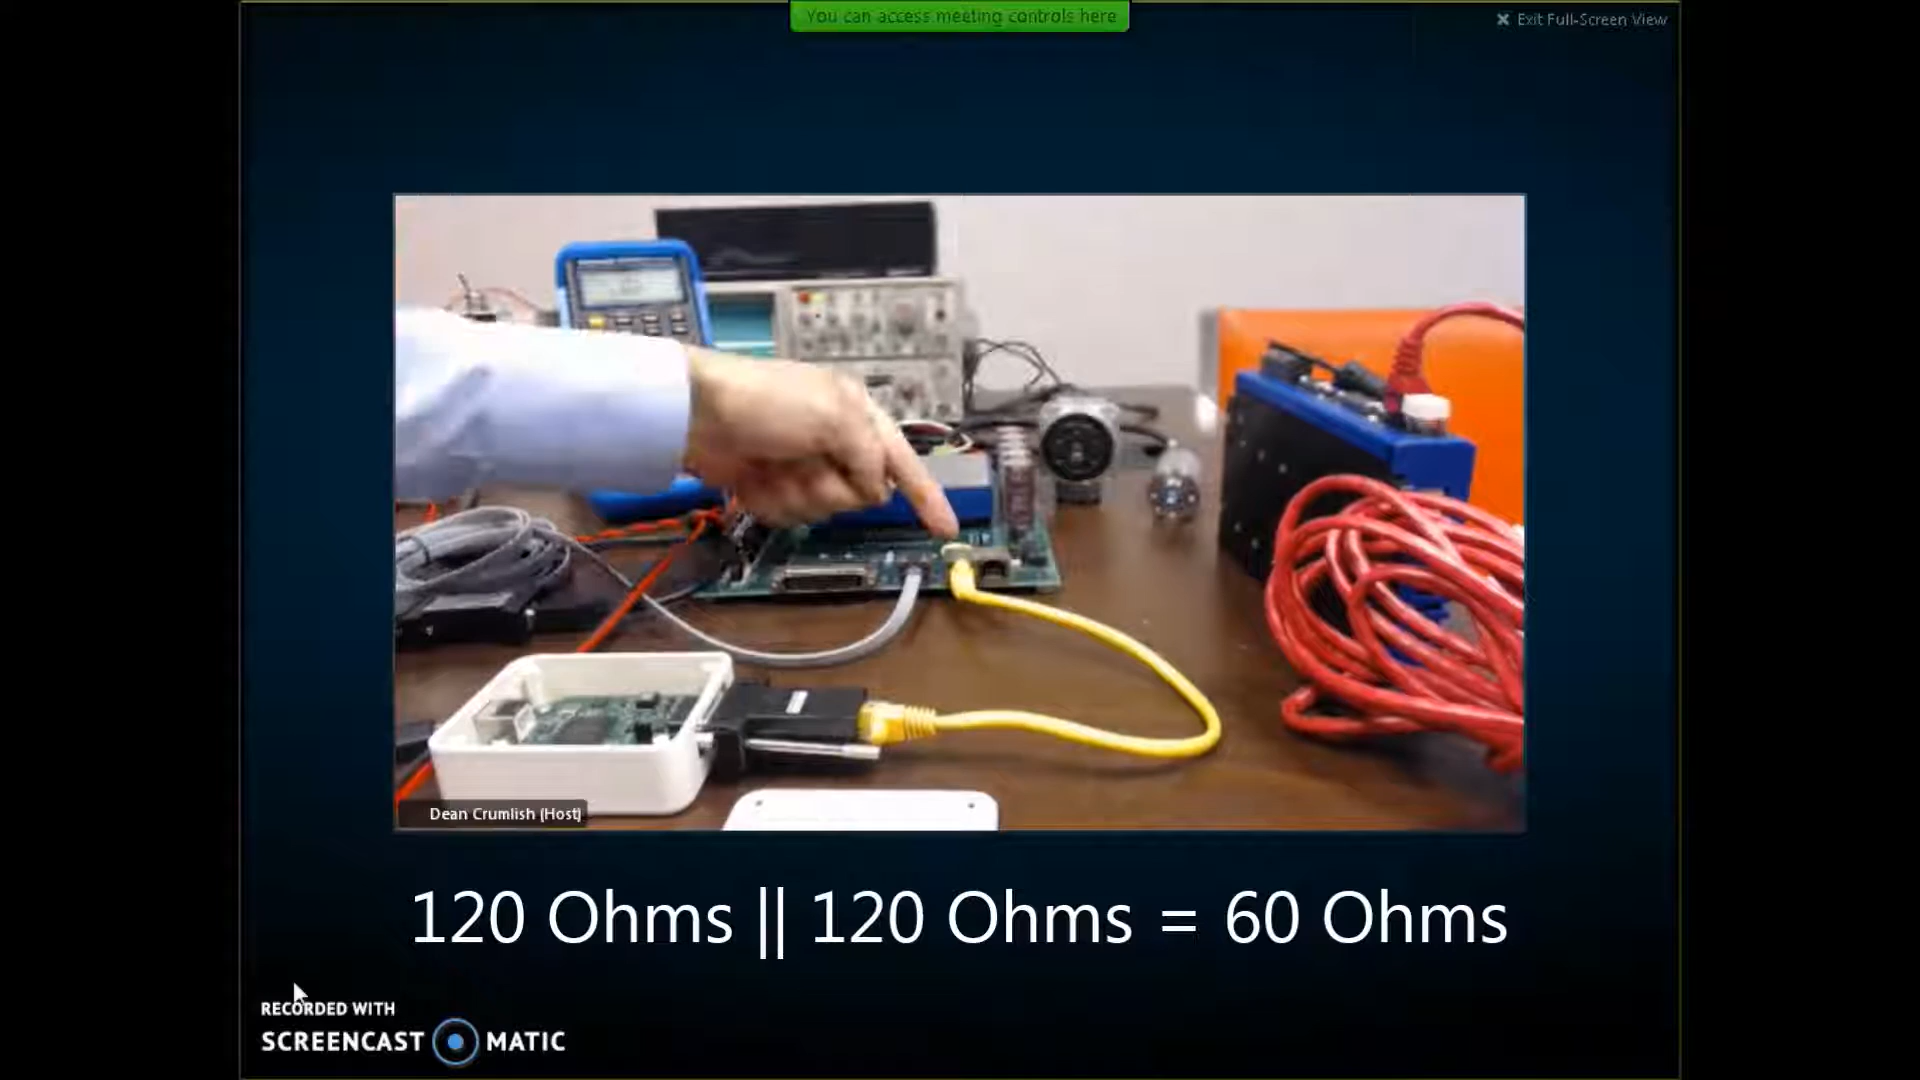 You can access meeting controls here
Exit Full-Screen View
Dean Crumlish (Host)
120 Ohms || 120 Ohms = 60 Ohms
RECORDED WITH
SCREENCAST MATIC